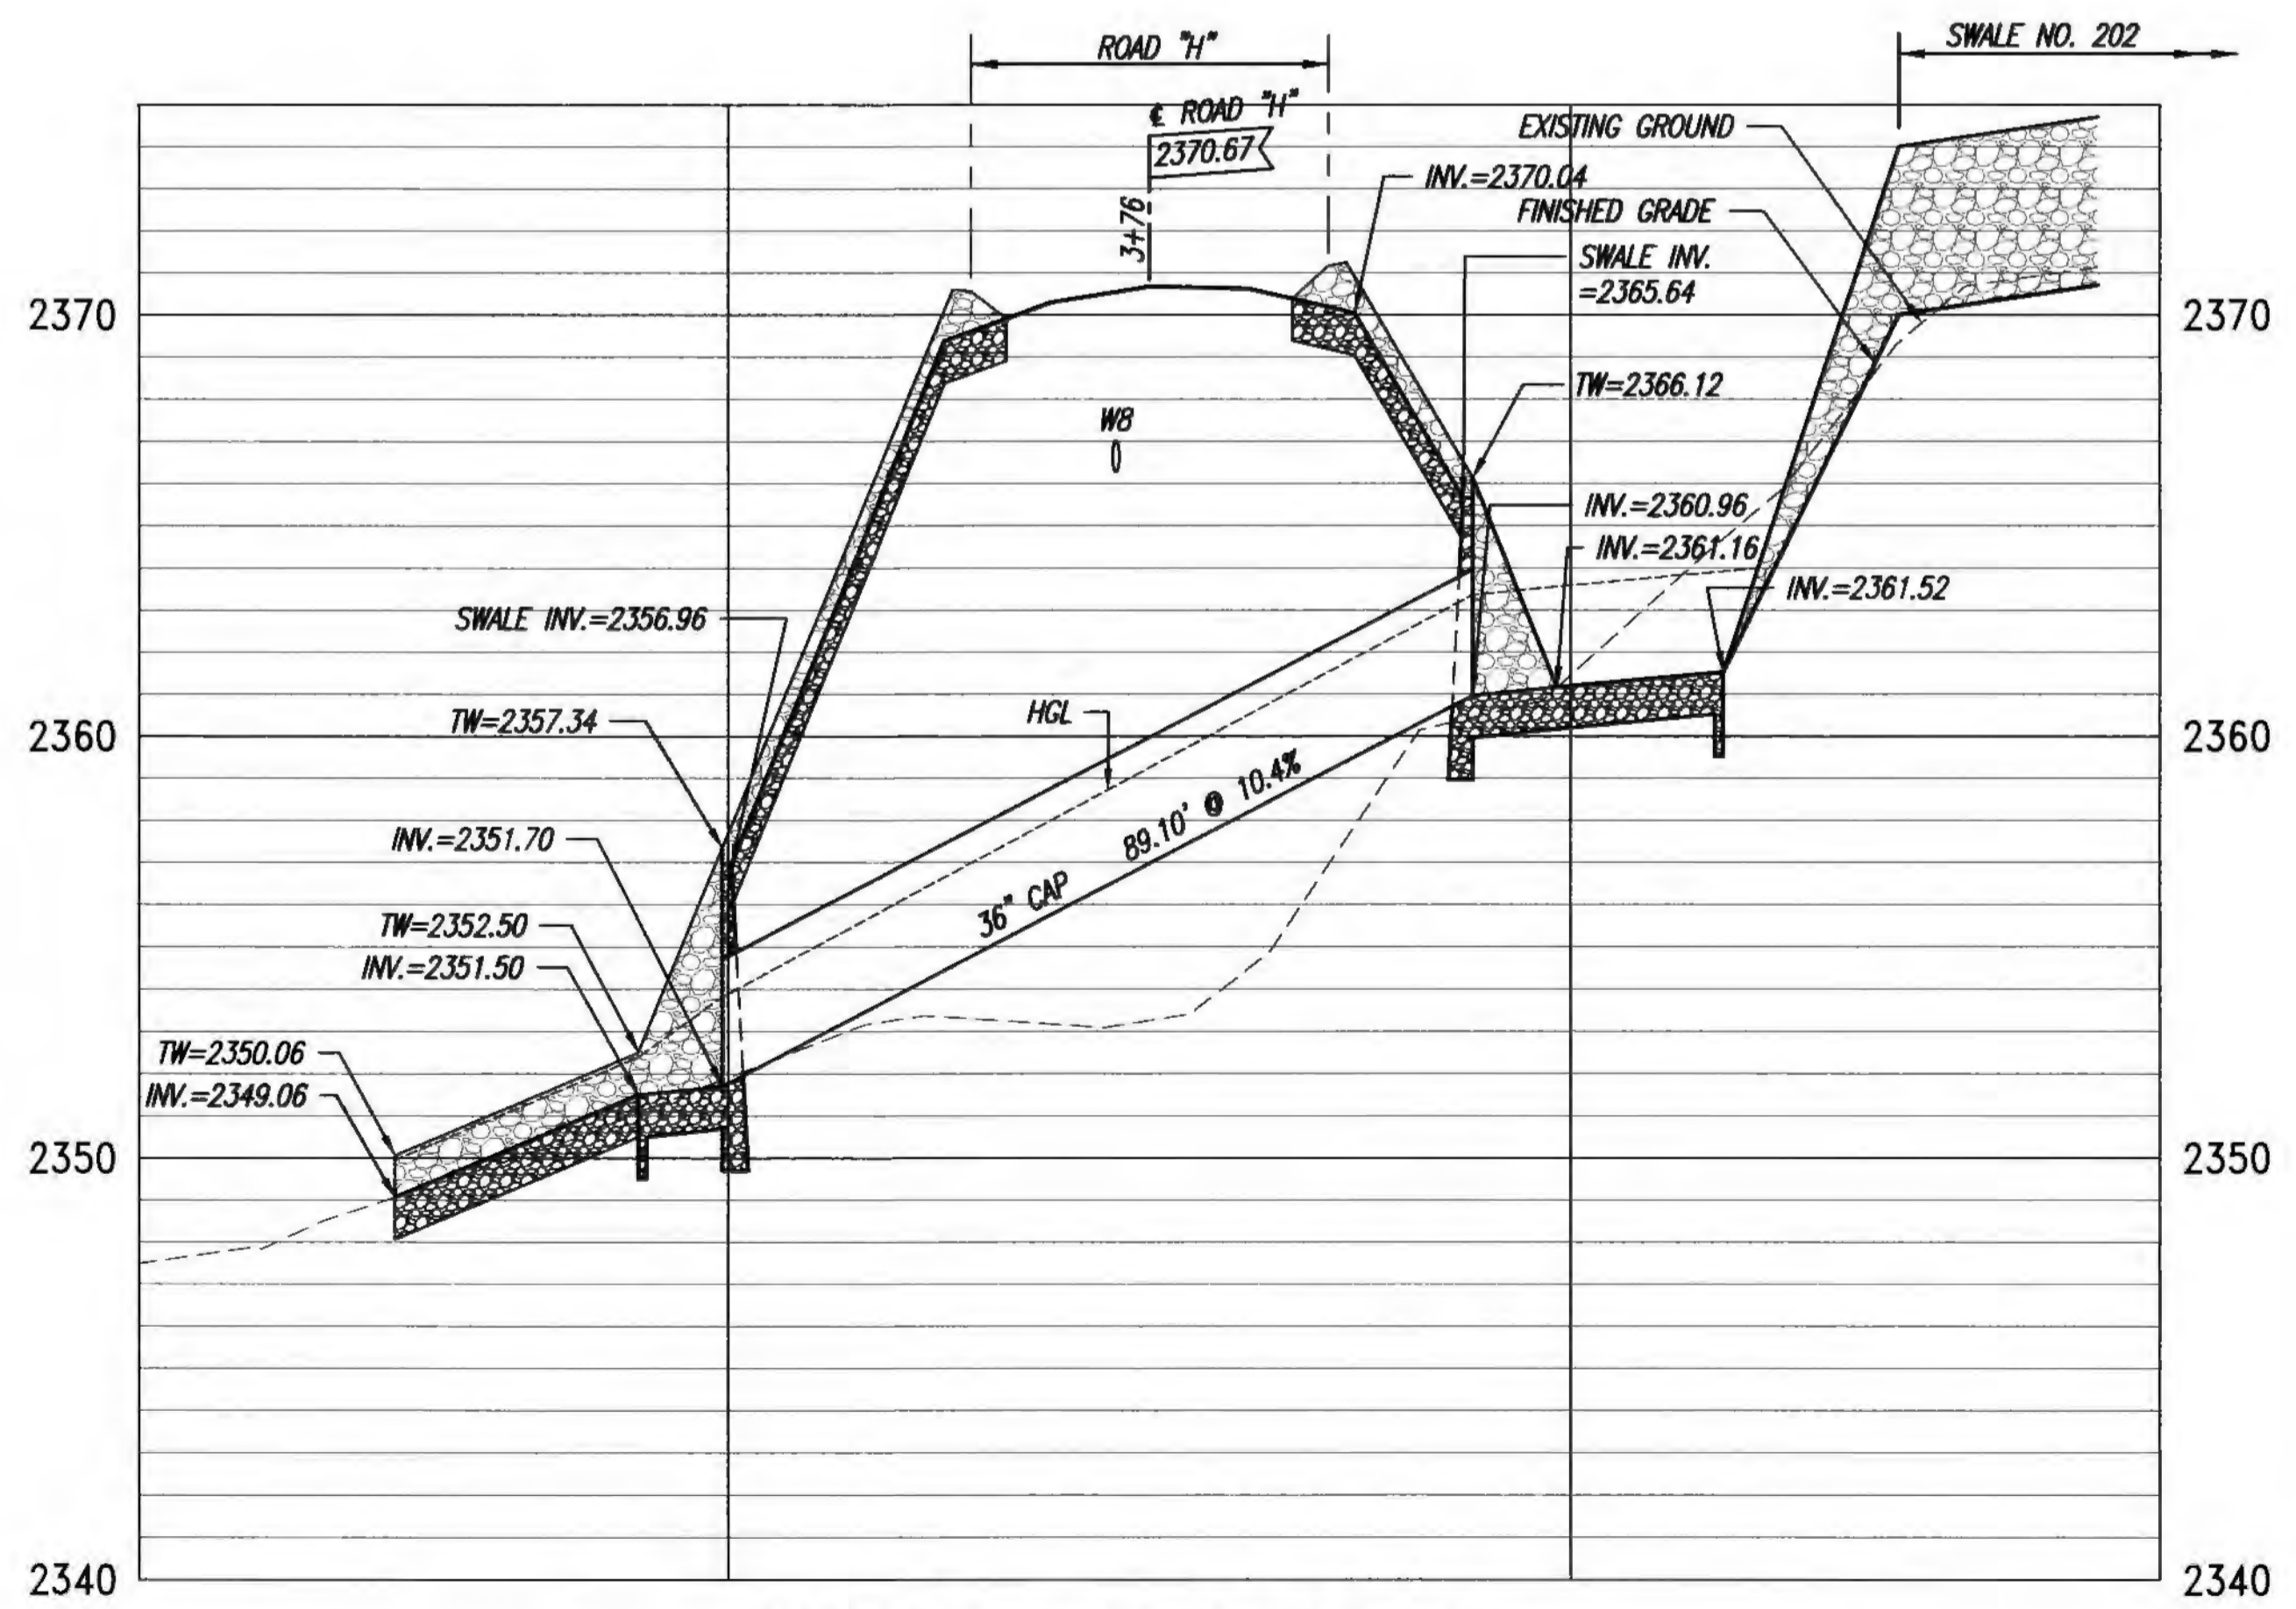 SWALE NO. 202
ROAD "H"
℄ ROAD "H"
2370.67
3+76
EXISTING GROUND
INV.=2370.04
FINISHED GRADE
SWALE INV.
=2365.64
2370
2370
TW=2366.12
W8
INV.=2360.96
INV.=2361.16
INV.=2361.52
SWALE INV.=2356.96
HGL
TW=2357.34
2360
2360
89.10' @ 10.4%
36" CAP
INV.=2351.70
TW=2352.50
INV.=2351.50
TW=2350.06
INV.=2349.06
2350
2350
2340
2340